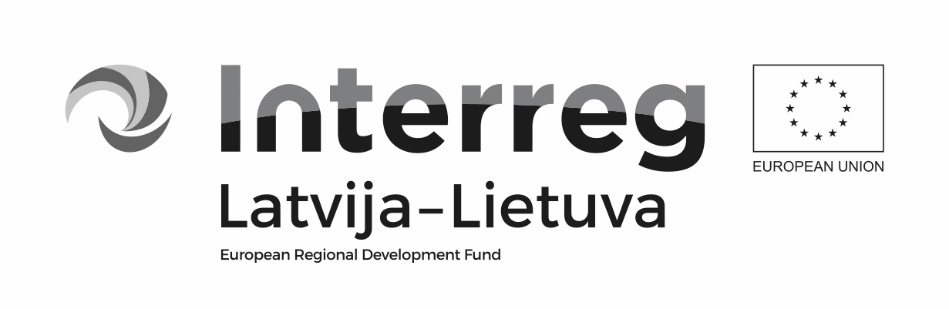 Interreg
EUROPEAN UNION
Latvija–Lietuva
European Regional Development Fund